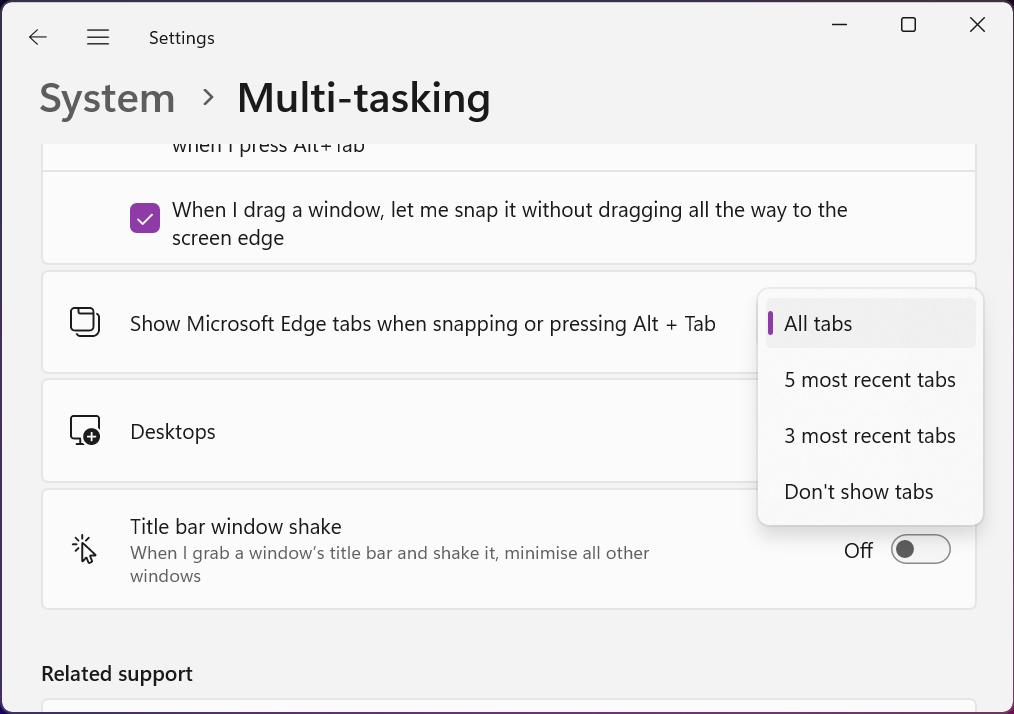 Settings
System > Multi-tasking
when I press Alt+Tab
When I drag a window, let me snap it without dragging all the way to the
screen edge
Show Microsoft Edge tabs when snapping or pressing Alt + Tab
All tabs
5 most recent tabs
3 most recent tabs
Don't show tabs
Desktops
Title bar window shake
When I grab a window’s title bar and shake it, minimise all other
windows
Off
Related support